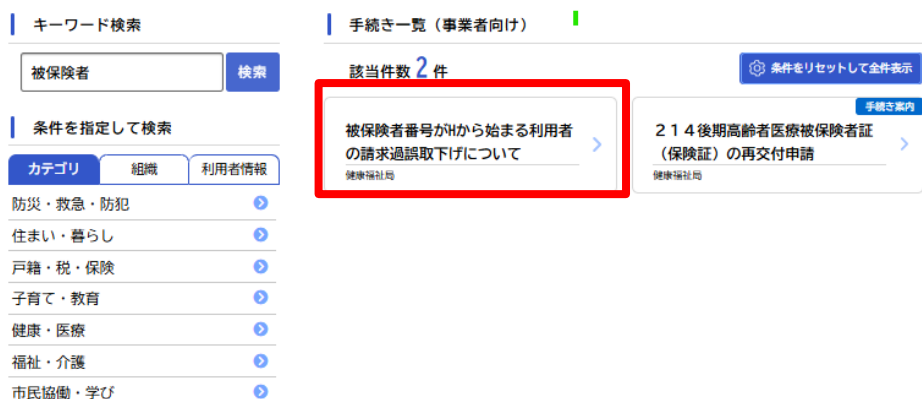 キーワード検索
被保険者
検索
条件を指定して検索
カテゴリ
組織
利用者情報
防災・救急・防犯
住まい・暮らし
戸籍・税・保険
子育て・教育
健康・医療
福祉・介護
市民協働・学び
手続き一覧（事業者向け）
該当件数 2 件
条件をリセットして全件表示
被保険者番号がHから始まる利用者
の請求過誤取下げについて
健康福祉局
手続き案内
２１４後期高齢者医療被保険者証
（保険証）の再交付申請
健康福祉局